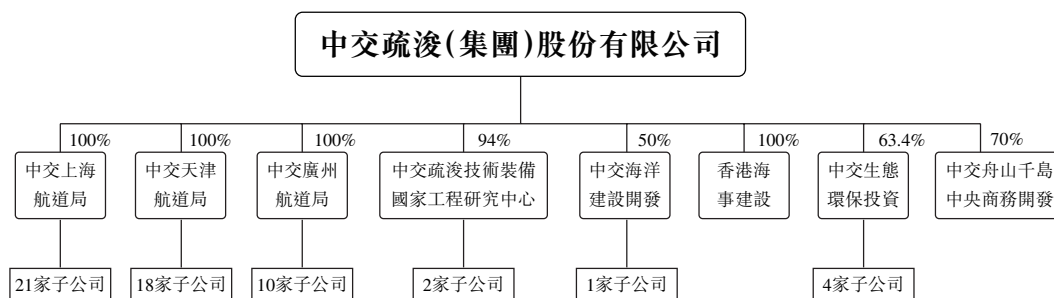 中交疏浚(集團)股份有限公司
100%
100%
100%
94%
50%
100%
63.4%
70%
中交上海
航道局
中交天津
航道局
中交廣州
航道局
中交疏浚技術裝備
國家工程研究中心
中交海洋
建設開發
香港海
事建設
中交生態
環保投資
中交舟山千島
中央商務開發
21家子公司
18家子公司
10家子公司
2家子公司
1家子公司
4家子公司